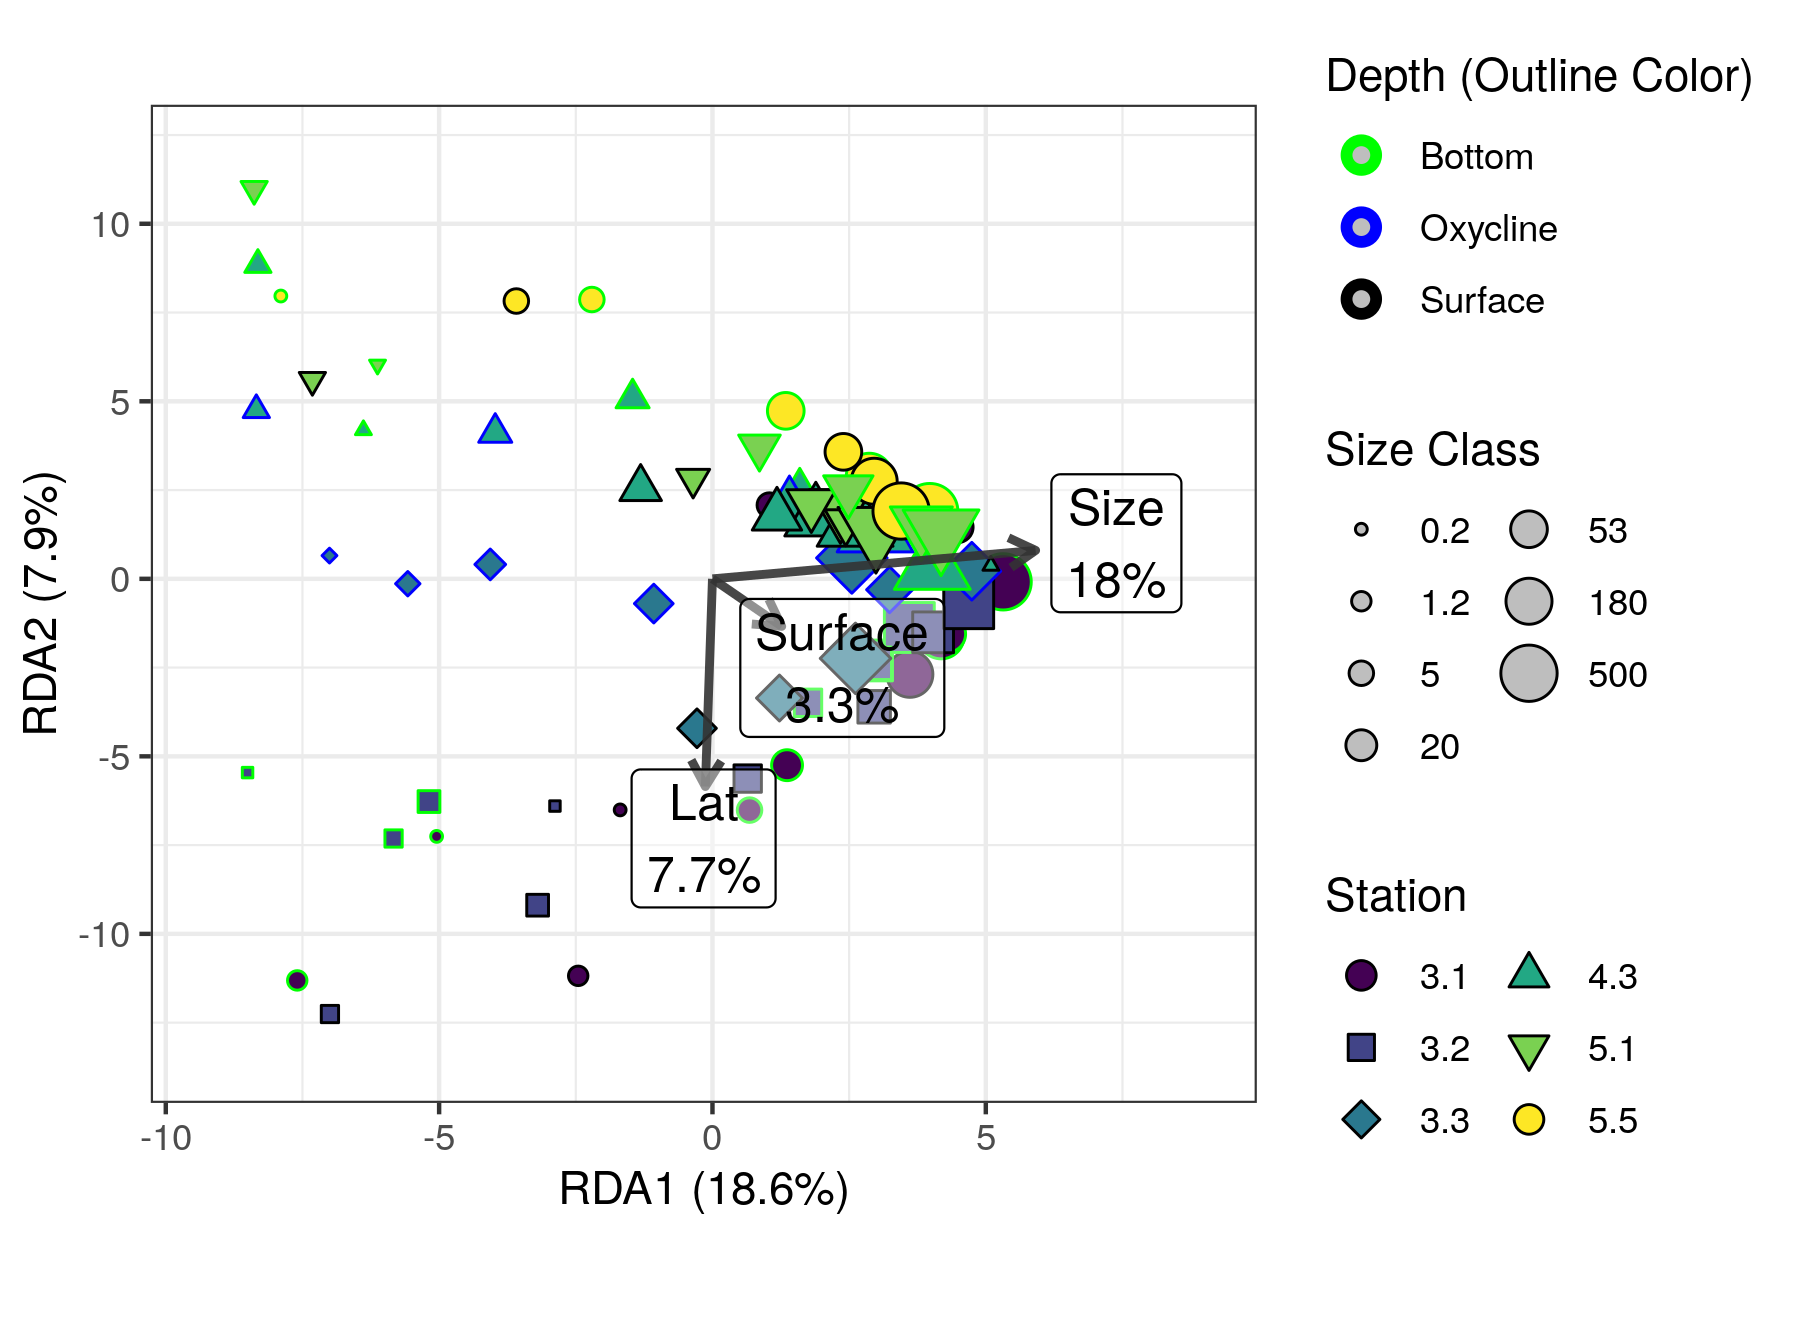 Depth (Outline Color)
Bottom
Oxycline
Surface
Size Class
0.2
53
1.2
180
5
500
20
Station
3.1
4.3
3.2
5.1
3.3
5.5
RDA2 (7.9%)
10
5
0
-5
-10
Size
18%
Surface
3.3%
Lat
7.7%
-10
-5
0
5
RDA1 (18.6%)